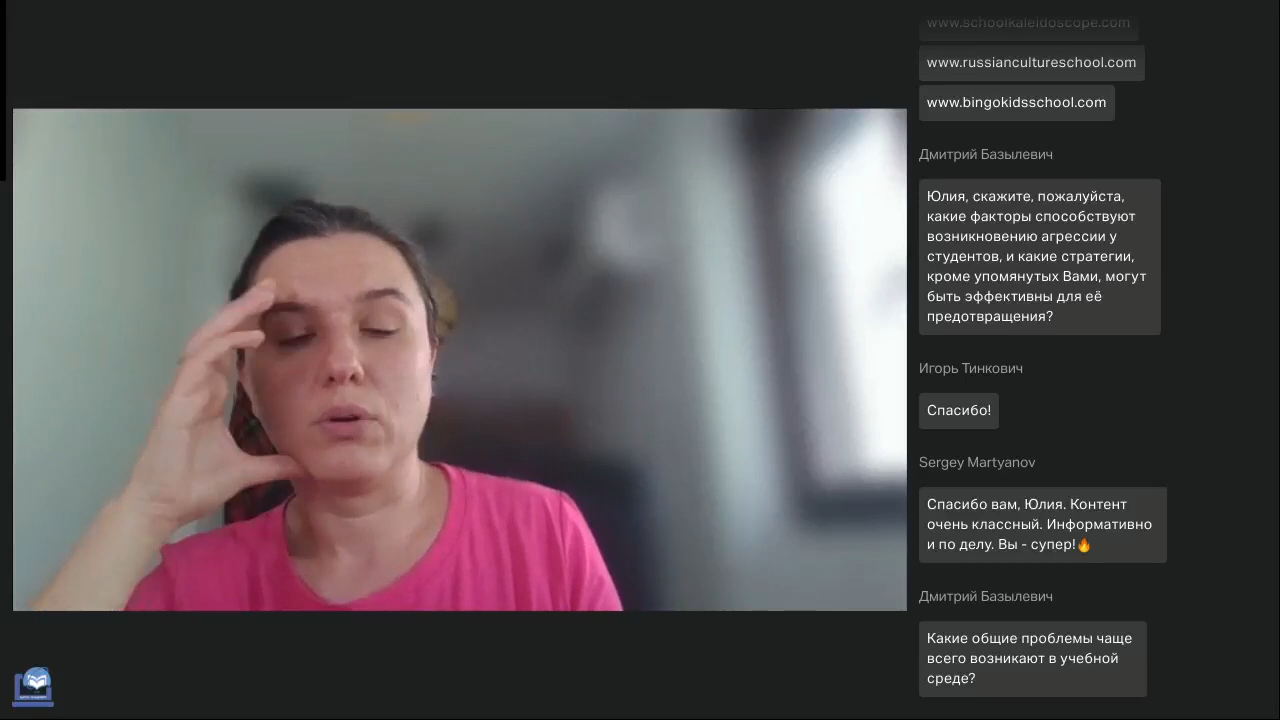 www.schoolkaleidoscope.com
www.russiancultureschool.com
www.bingokidsschool.com
Дмитрий Базылевич
Юлия, скажите, пожалуйста,
какие факторы способствуют
возникновению агрессии у
студентов, и какие стратегии,
кроме упомянутых Вами, могут
быть эффективны для её
предотвращения?
Игорь Тинкович
Спасибо!
Sergey Martyanov
Спасибо вам, Юлия. Контент
очень классный. Информативно
и по делу. Вы - супер!🔥
Дмитрий Базылевич
Какие общие проблемы чаще
всего возникают в учебной
среде?